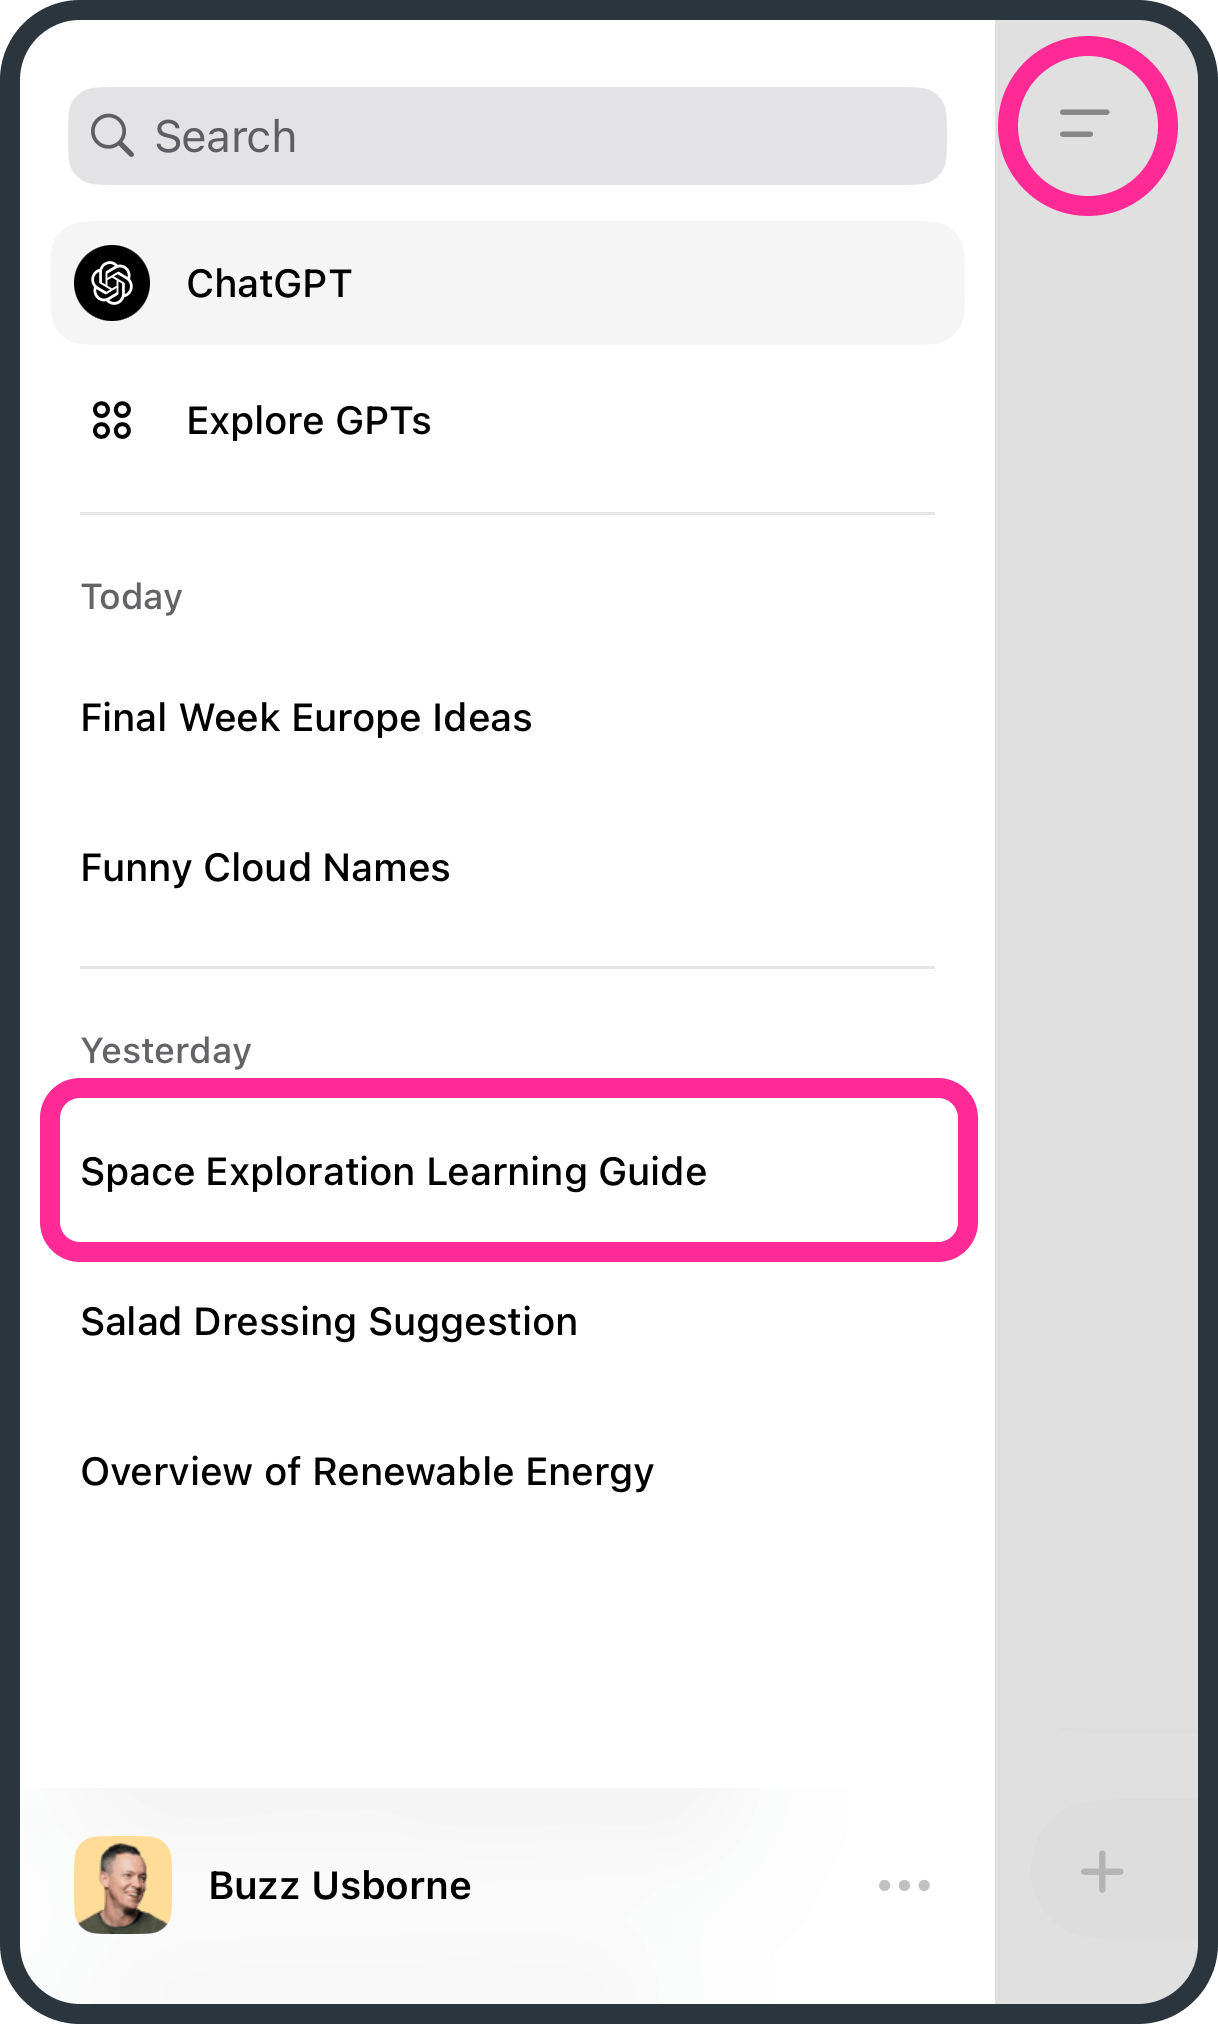 Search
ChatGPT
Explore GPTs
Today
Final Week Europe Ideas
Funny Cloud Names
Yesterday
Space Exploration Learning Guide
Salad Dressing Suggestion
Overview of Renewable Energy
Buzz Usborne